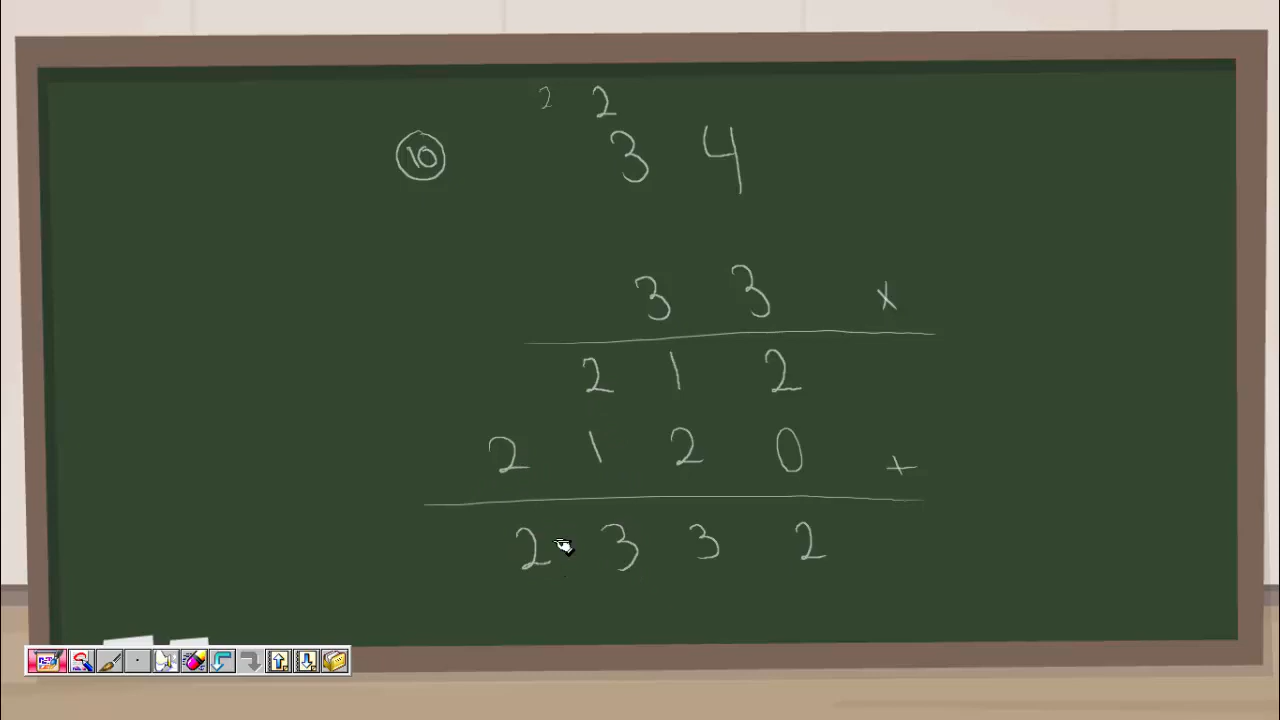 2 2
10 3 4
3 3 x
2 1 2
2 1 2 0 +
2 3 3 2